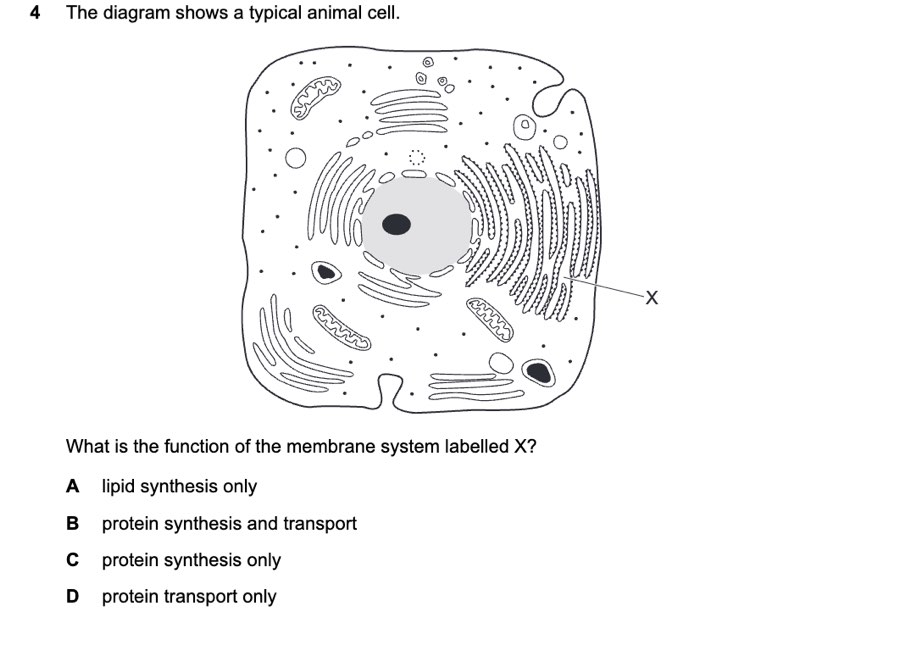 4 The diagram shows a typical animal cell.
X
What is the function of the membrane system labelled X?
A lipid synthesis only
B protein synthesis and transport
C protein synthesis only
D protein transport only